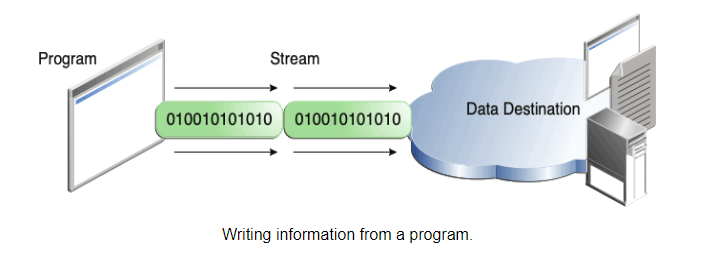 Program
Stream
010010101010 010010101010
Data Destination
Writing information from a program.